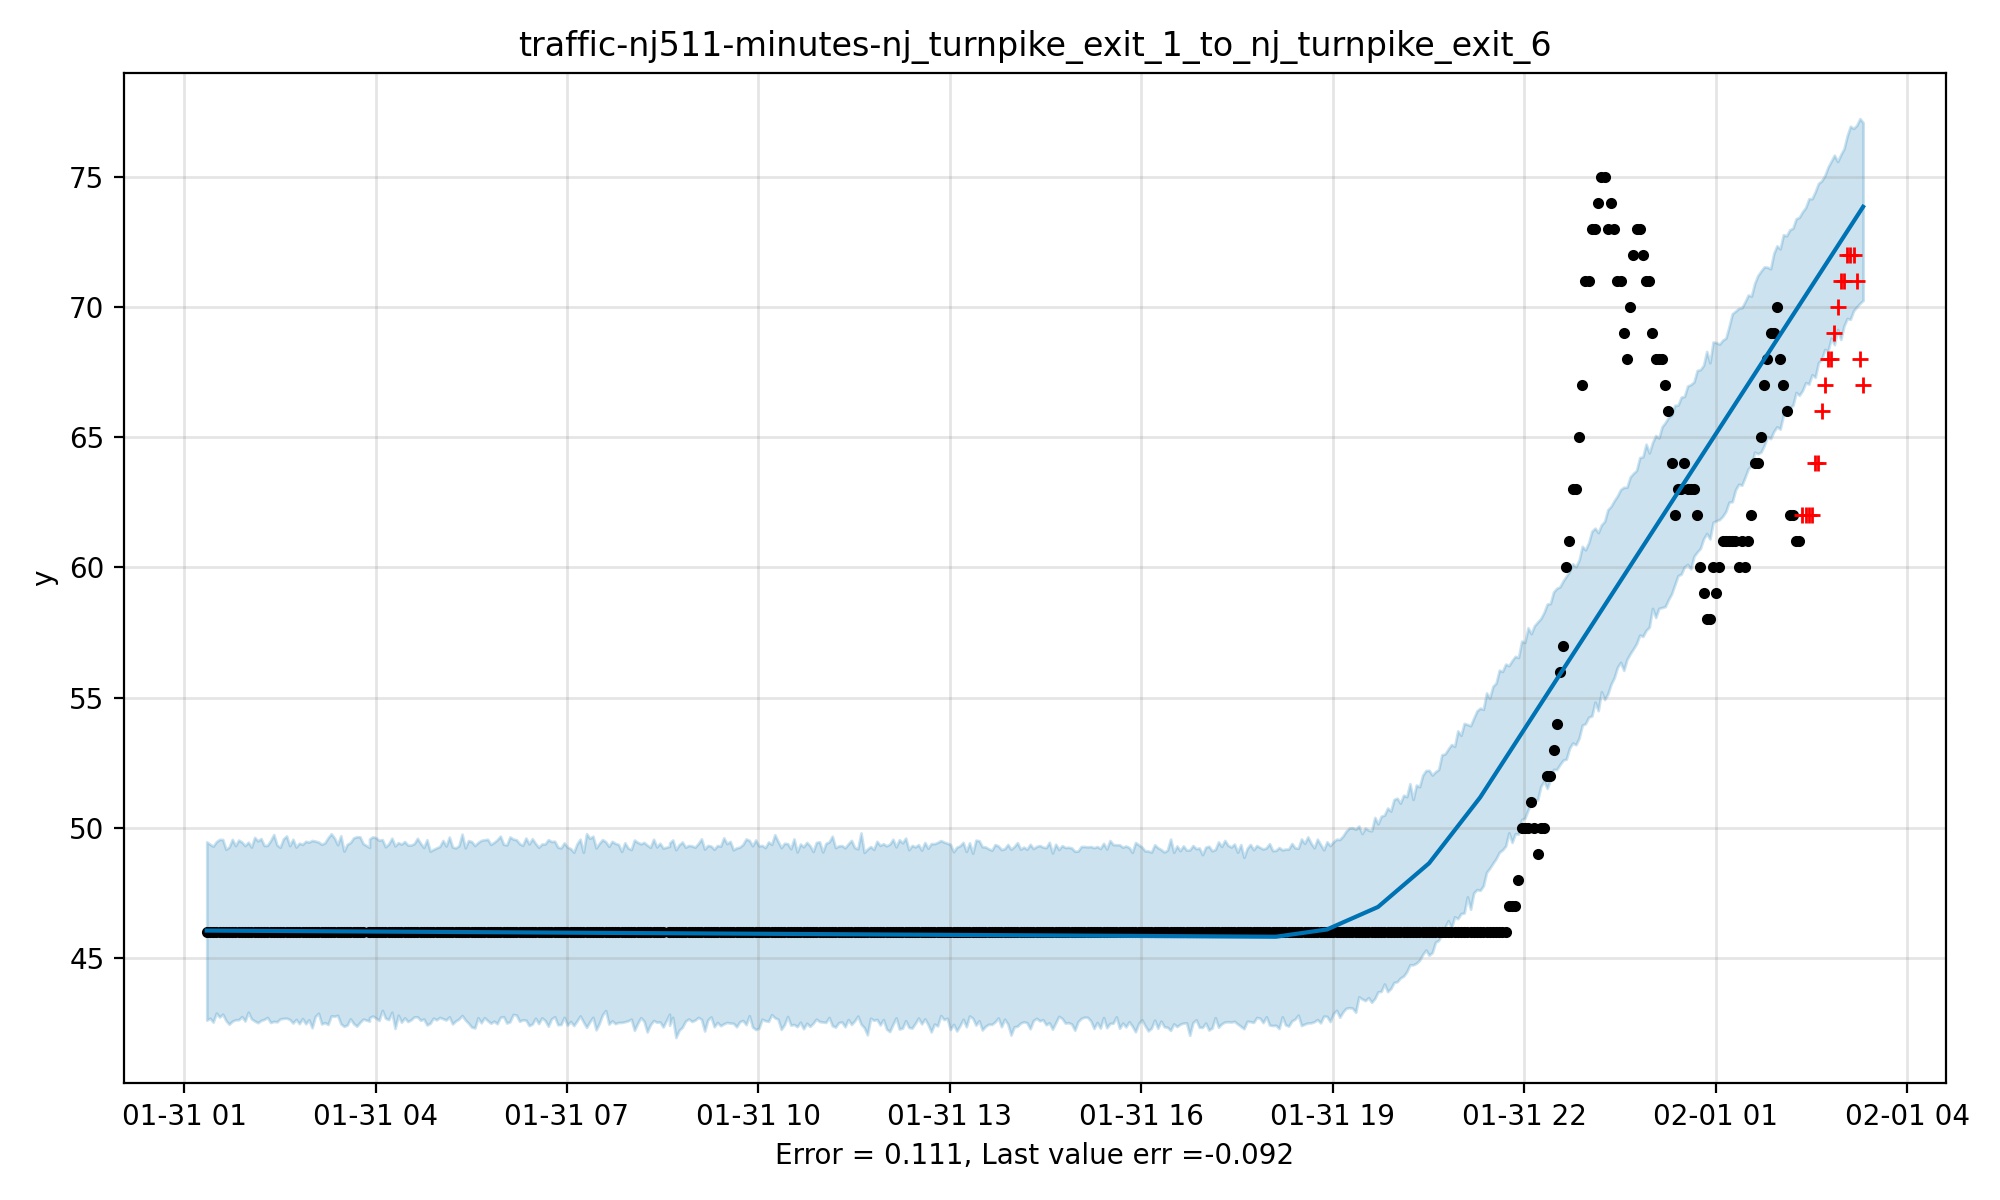 traffic-nj511-minutes-nj_turnpike_exit_1_to_nj_turnpike_exit_6
75
70
65
60
55
50
45
y
01-31 01 01-31 04 01-31 07 01-31 10 01-31 13 01-31 16 01-31 19 01-31 22 02-01 01 02-01 04
Error = 0.111, Last value err =-0.092